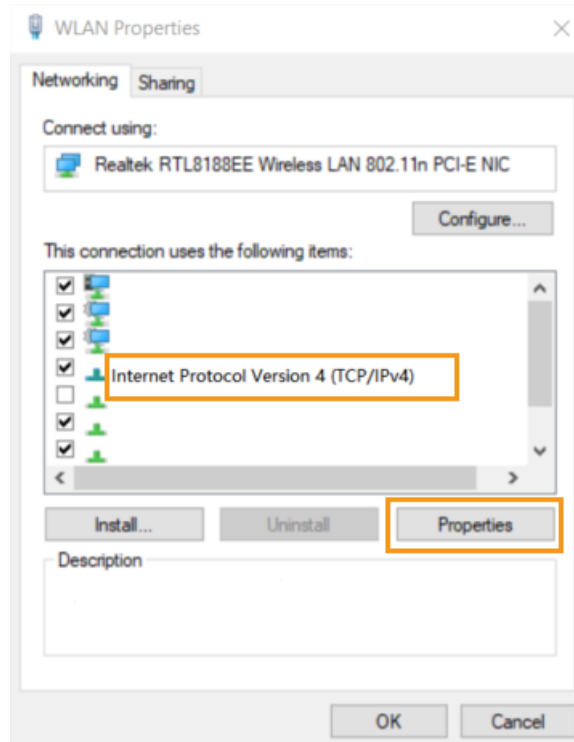 WLAN Properties
Networking Sharing
Connect using:
Realtek RTL8188EE Wireless LAN 802.11n PCI-E NIC
Configure...
This connection uses the following items:
Internet Protocol Version 4 (TCP/IPv4)
Install... Uninstall Properties
Description
OK Cancel